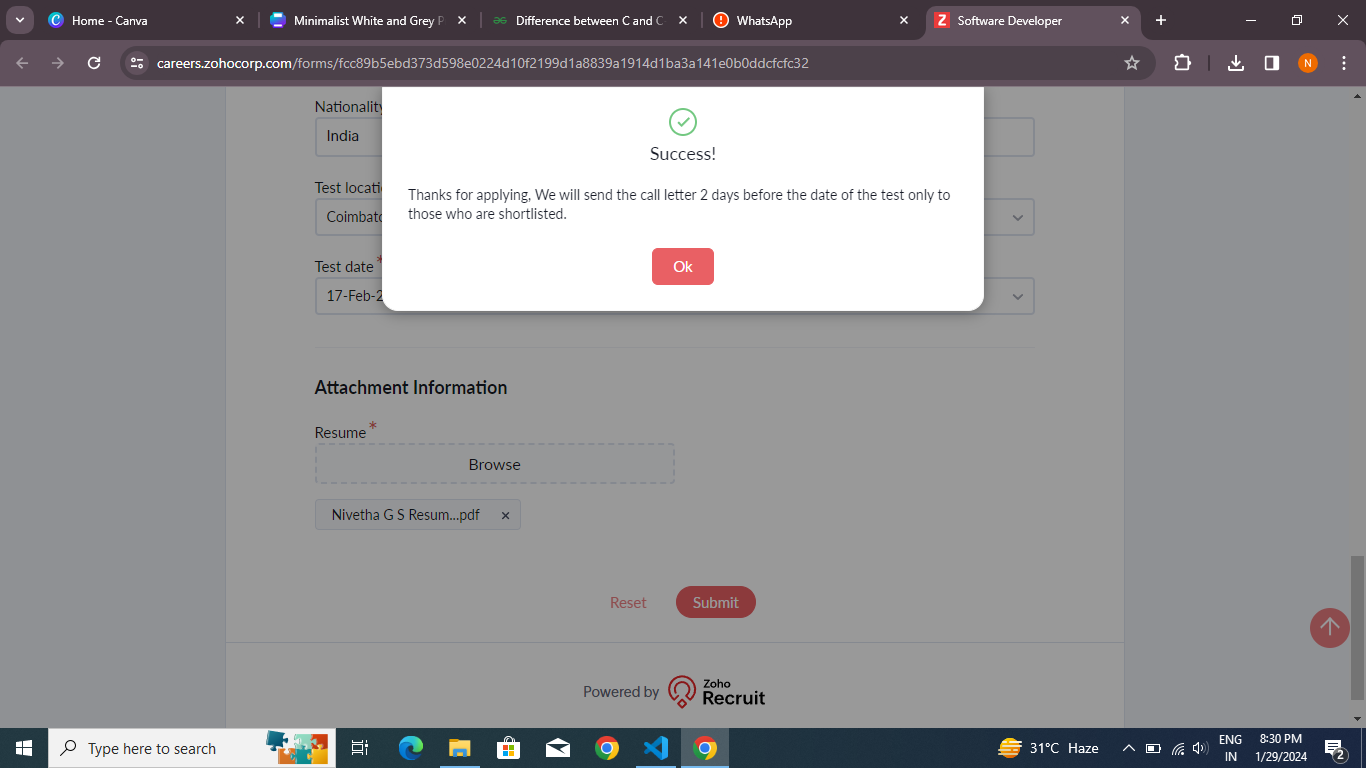 Home - Canva
Minimalist White and Grey P
Difference between C and C
WhatsApp
Software Developer
careers.zohocorp.com/forms/fcc89b5ebd373d598e0224d10f2199d1a8839a1914d1ba3a141e0b0ddcfcfc32
N
Nationality
India
Success!
Thanks for applying, We will send the call letter 2 days before the date of the test only to
those who are shortlisted.
Ok
Test locati
Coimbato
Test date *
17-Feb-2
Attachment Information
Resume *
Browse
Nivetha G S Resum...pdf
Reset
Submit
Powered by Zoho Recruit
Type here to search
31°C Haze
ENG
IN
8:30 PM
1/29/2024
2